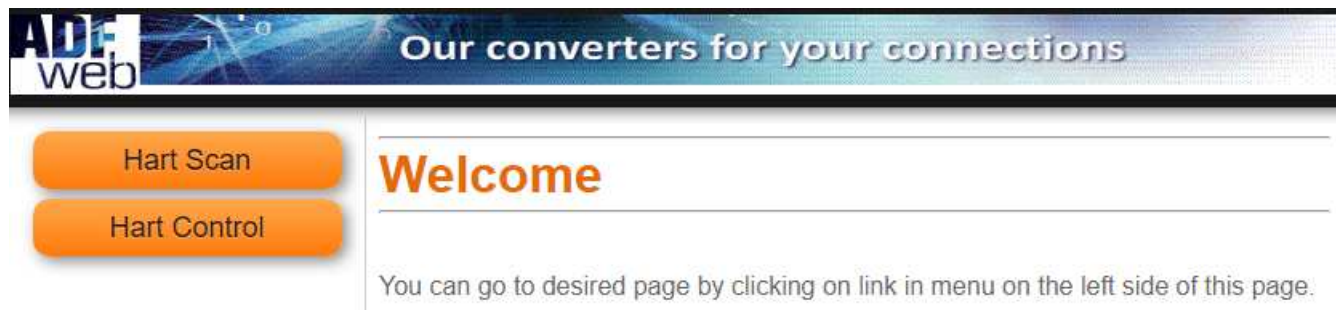 ADF
web
Our converters for your connections
Hart Scan
Hart Control
Welcome
You can go to desired page by clicking on link in menu on the left side of this page.